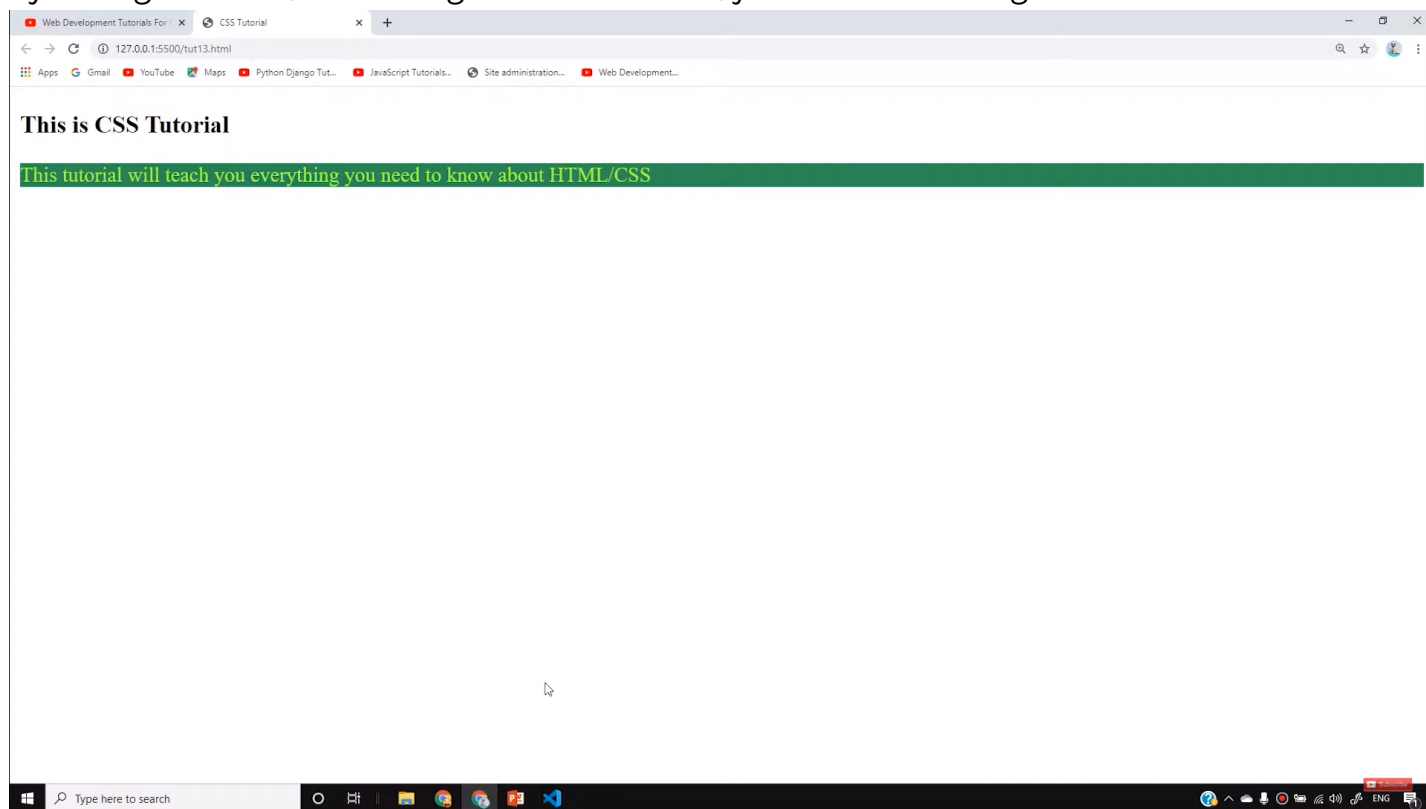 Web Development Tutorials For
CSS Tutorial
127.0.0.1:5500/tut13.html
Apps Gmail YouTube Maps Python Django Tut... JavaScript Tutorials... Site administration... Web Development...
This is CSS Tutorial
This tutorial will teach you everything you need to know about HTML/CSS
Subscribe
Type here to search
ENG